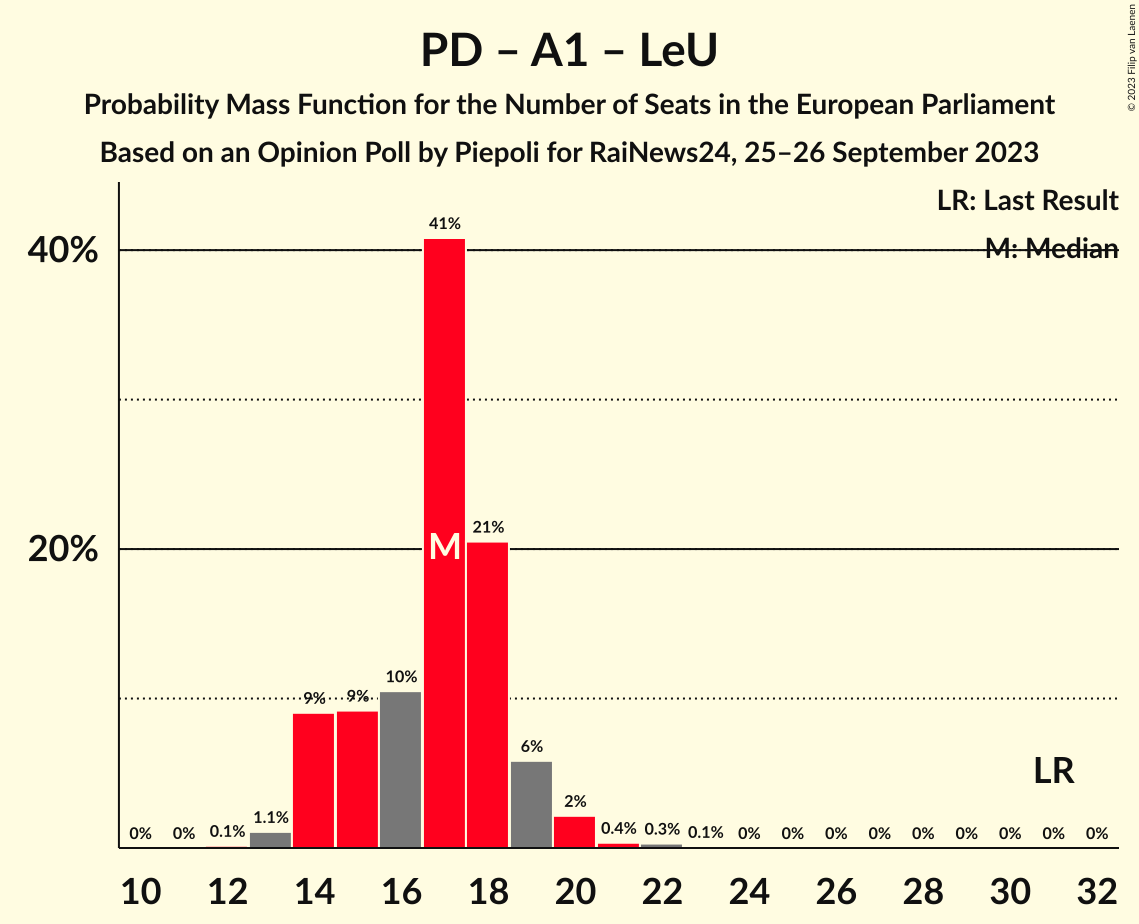 PD – A1 – LeU
Probability Mass Function for the Number of Seats in the European Parliament
Based on an Opinion Poll by Piepoli for RaiNews24, 25–26 September 2023
© 2023 Filip van Laenen
LR: Last Result
M: Median
40%
20%
41%
M
21%
10%
9%
9%
6%
LR
2%
0%
0%
0.1%
1.1%
0.4%
0.3%
0.1%
0%
0%
0%
0%
0%
0%
0%
0%
0%
10 12 14 16 18 20 22 24 26 28 30 32